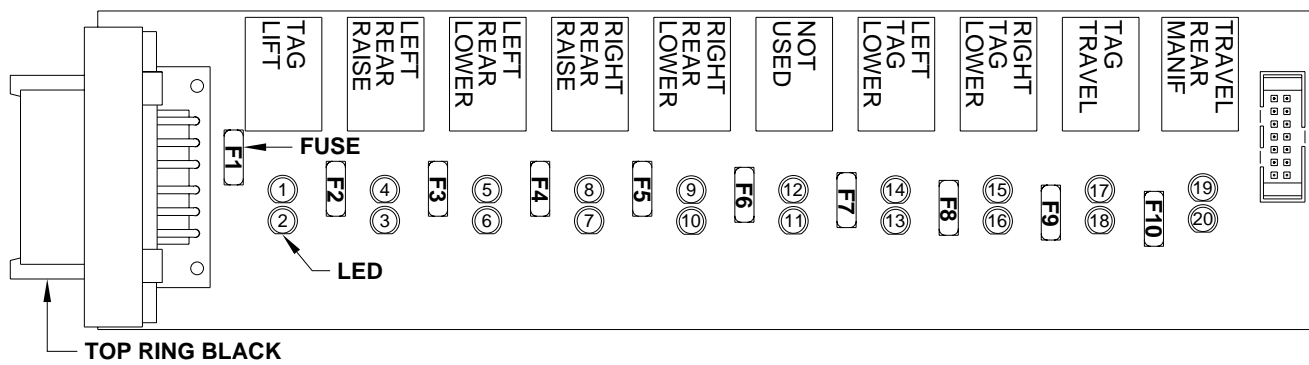 TAG
LIFT
LEFT
REAR
RAISE
LEFT
REAR
LOWER
RIGHT
REAR
RAISE
RIGHT
REAR
LOWER
NOT
USED
LEFT
TAG
LOWER
RIGHT
TAG
LOWER
TAG
TRAVEL
TRAVEL
REAR
MANIF
F1
FUSE
F2
F3
F4
F5
F6
F7
F8
F9
F10
1
4
5
8
9
12
14
15
17
19
2
3
6
7
10
11
13
16
18
20
LED
TOP RING BLACK